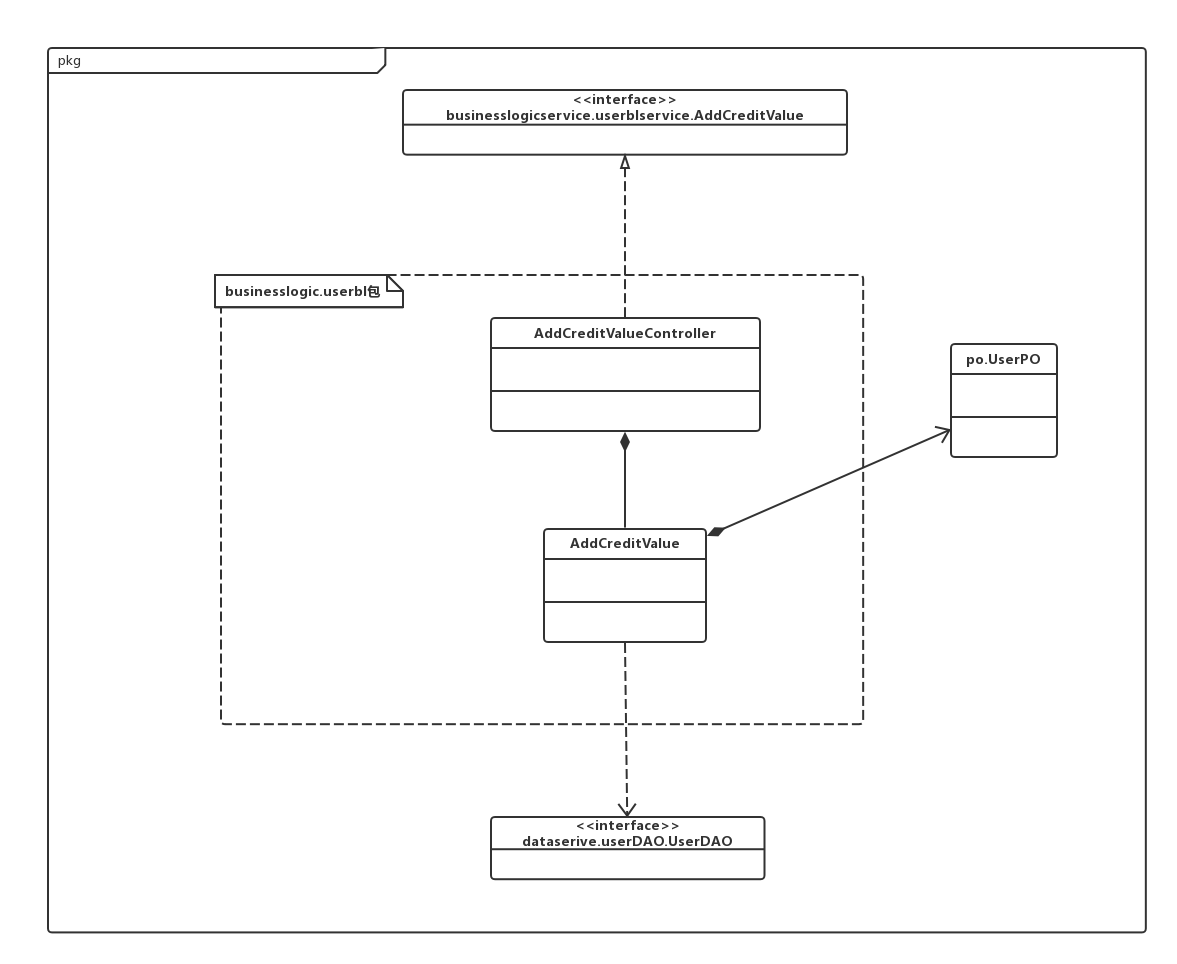 pkg
<<interface>>
businesslogicservice.userblservice.AddCreditValue
businesslogic.userbl包
AddCreditValueController
po.UserPO
AddCreditValue
<<interface>>
dataserive.userDAO.UserDAO